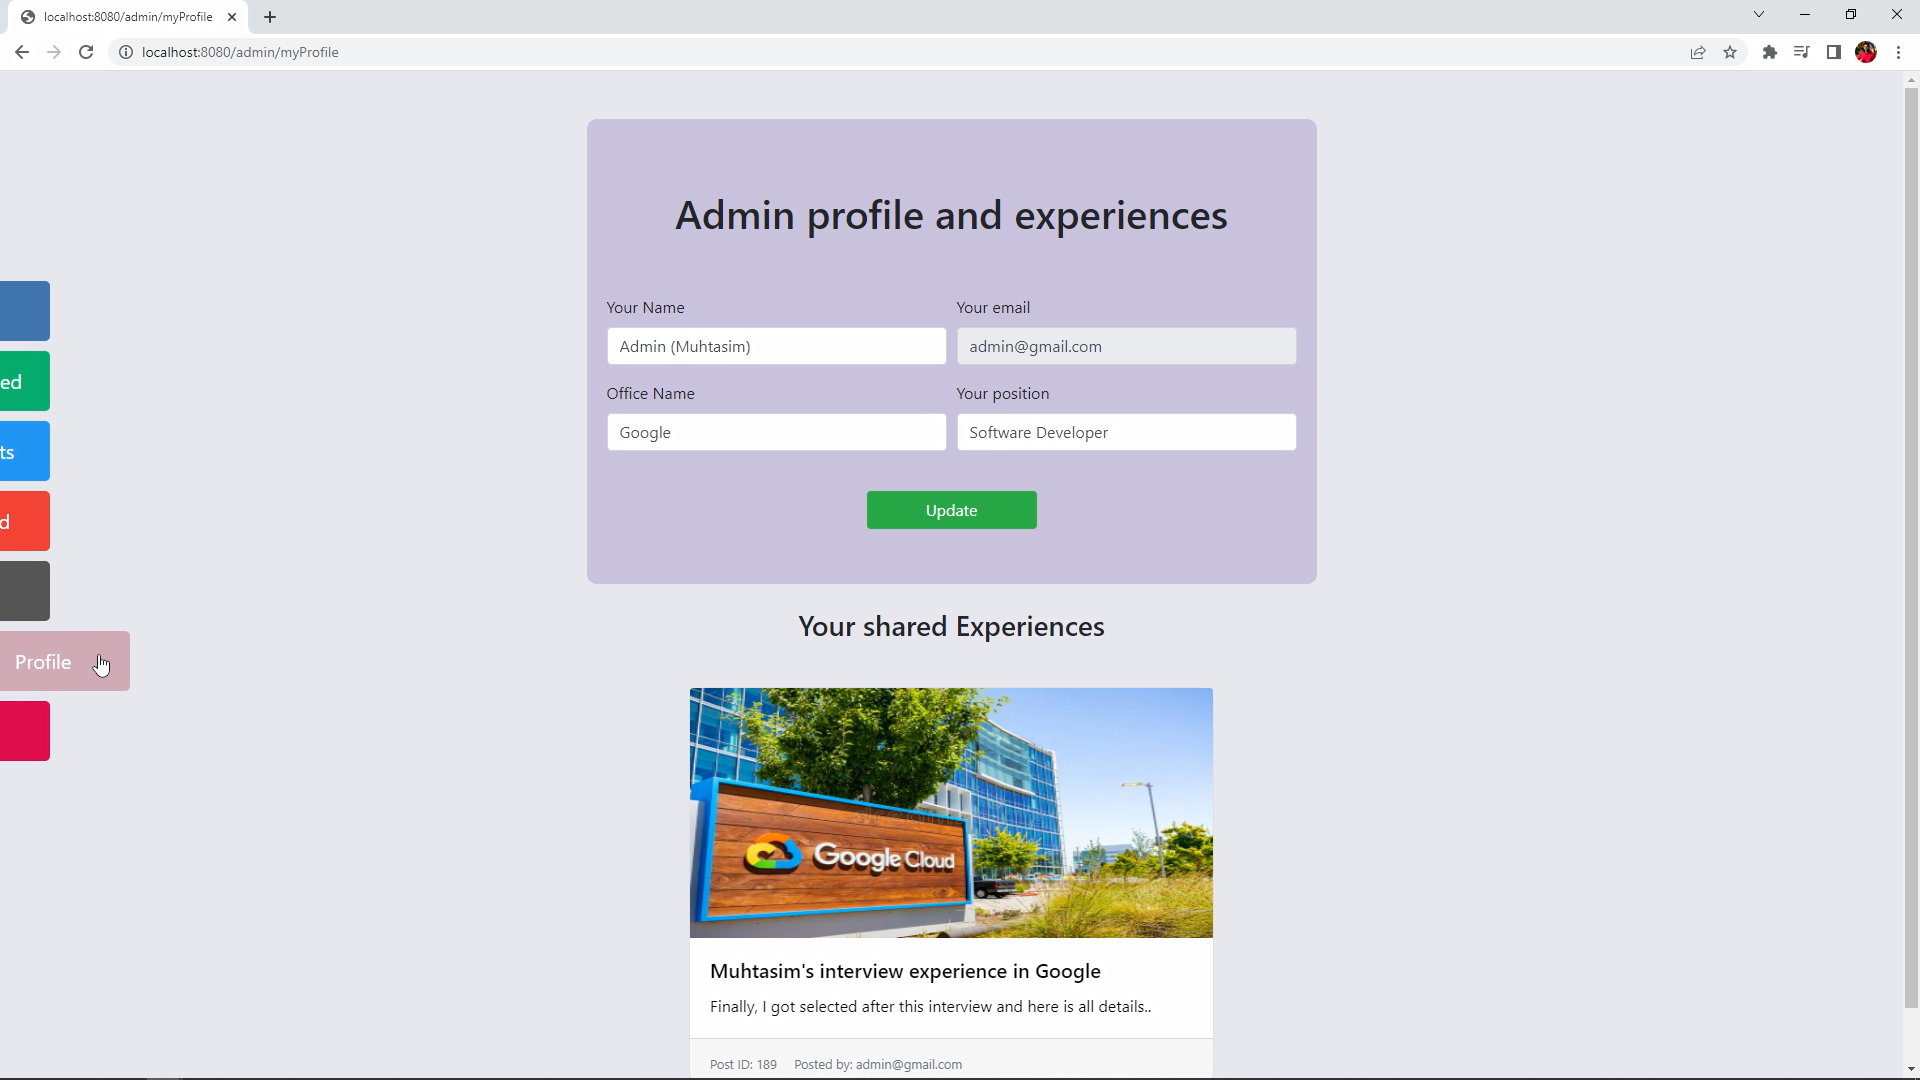 localhost:8080/admin/myProfile
localhost:8080/admin/myProfile
Admin profile and experiences
Your Name
Your email
Admin (Muhtasim)
admin@gmail.com
Office Name
Your position
Google
Software Developer
Update
ed
ts
d
Profile
Your shared Experiences
Google Cloud
Muhtasim's interview experience in Google
Finally, I got selected after this interview and here is all details..
Post ID: 189 Posted by: admin@gmail.com